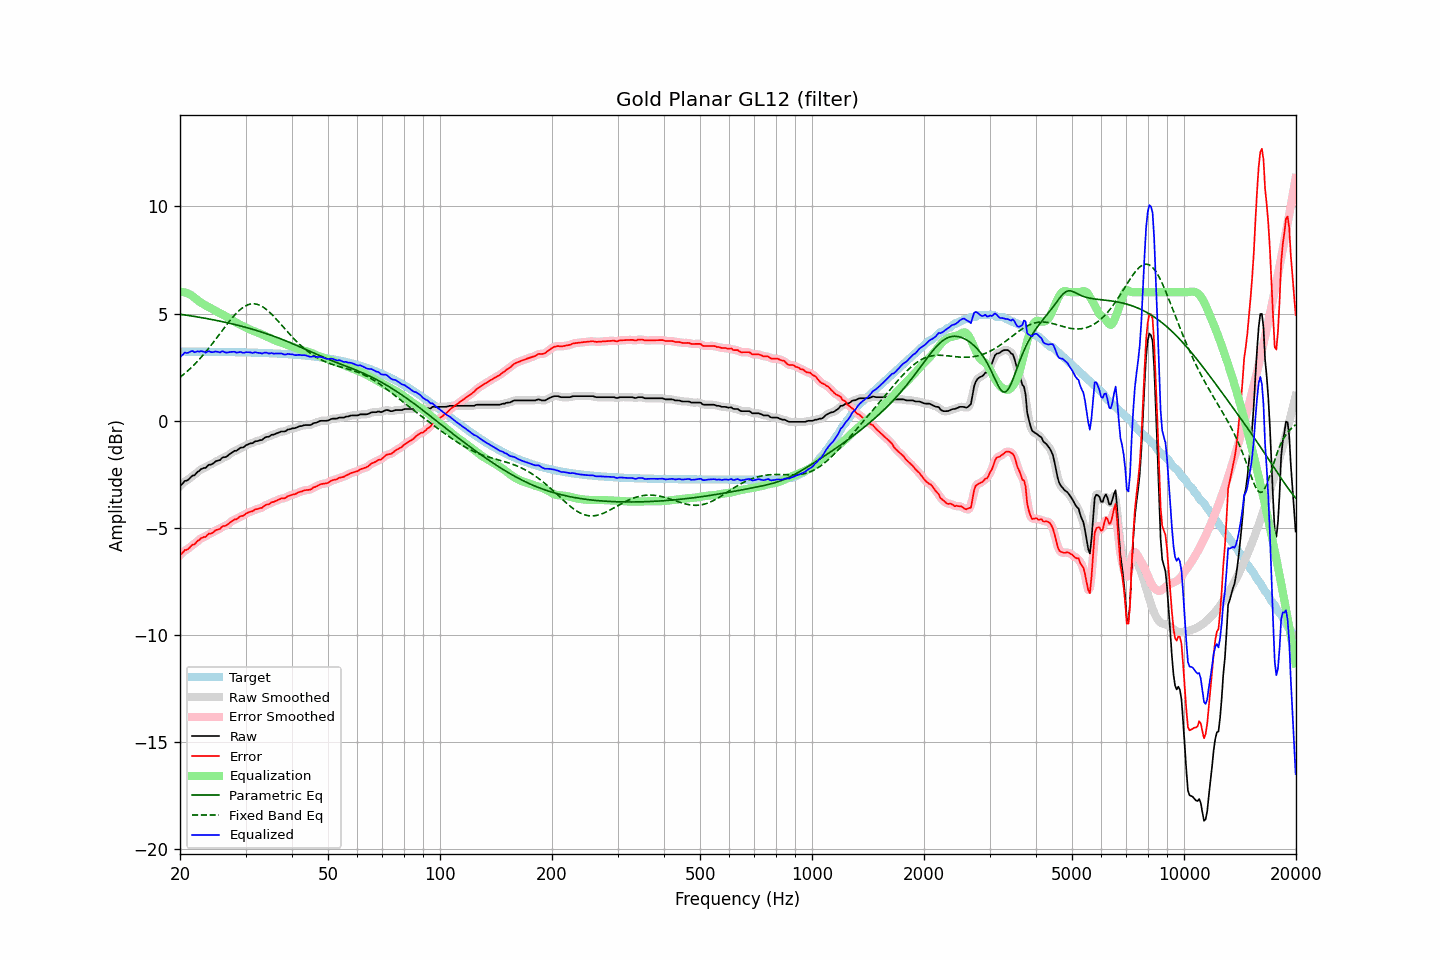 Gold Planar GL12 (filter)
Amplitude (dBr)
10
5
0
−5
−10
−15
−20
Target
Raw Smoothed
Error Smoothed
Raw
Error
Equalization
Parametric Eq
Fixed Band Eq
Equalized
20 50 100 200 500 1000 2000 5000 10000 20000
Frequency (Hz)